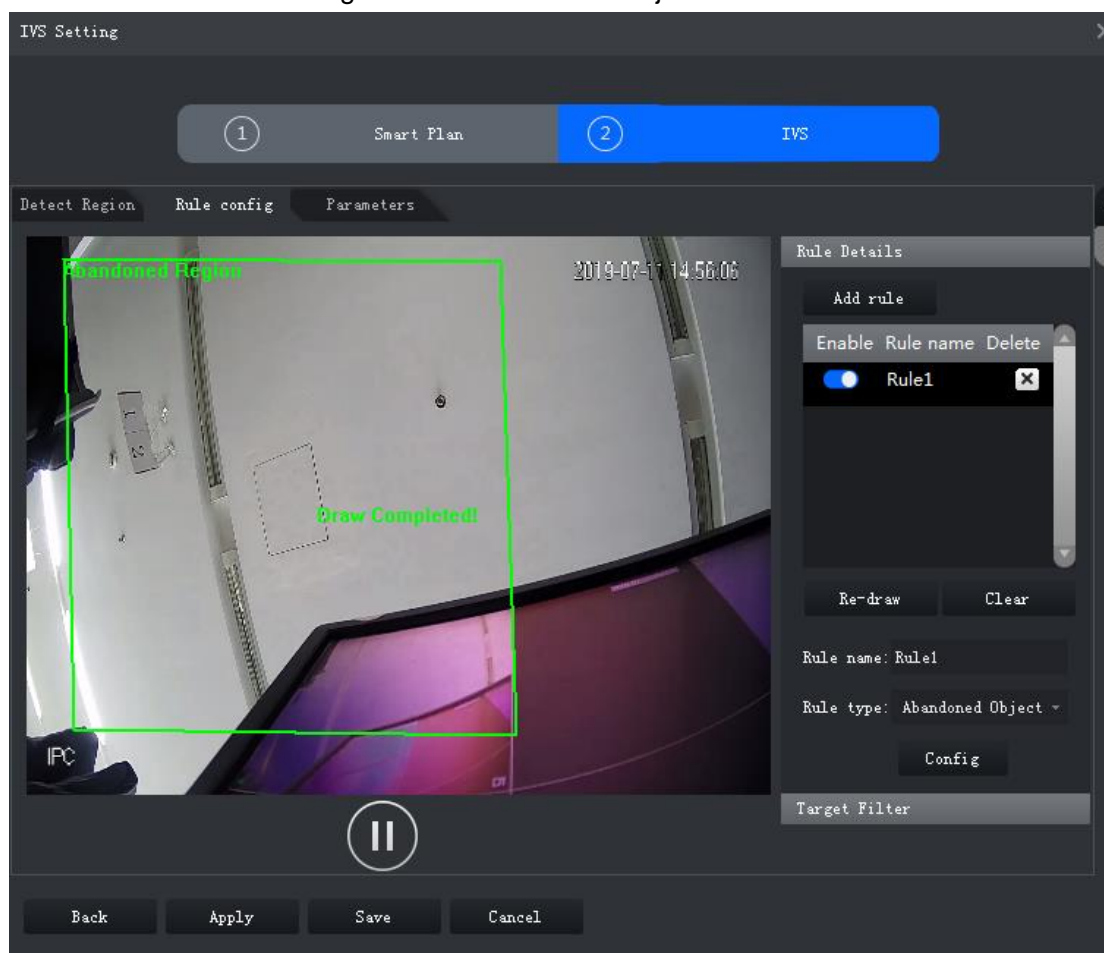 IVS Setting
1 Smart Plan 2 IVS
Detect Region Rule config Parameters
Abandoned Region
2019-07-11 14:56:06
1 2
Draw Completed!
IPC
Rule Details
Add rule
Enable Rule name Delete
Rule1
Re-draw Clear
Rule name: Rule1
Rule type: Abandoned Object
Config
Target Filter
Back Apply Save Cancel